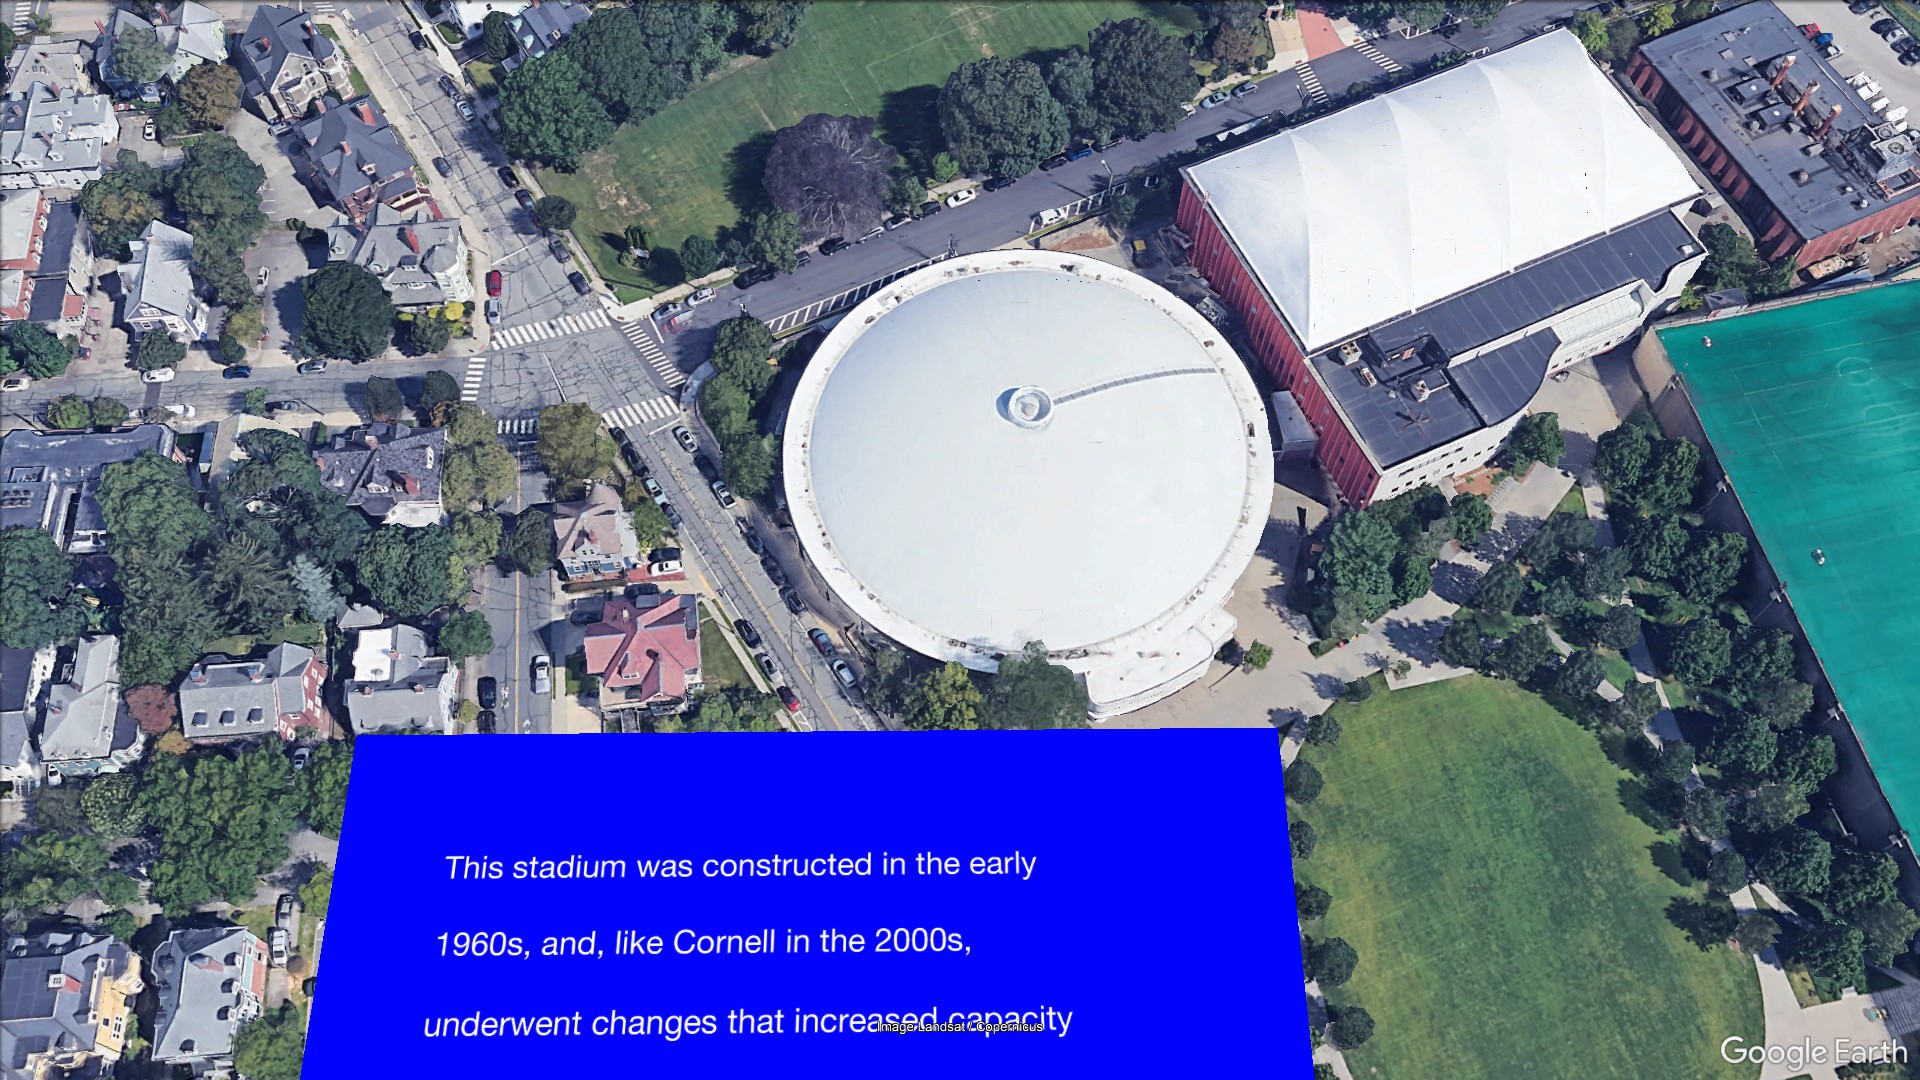 This stadium was constructed in the early
1960s, and, like Cornell in the 2000s,
underwent changes that increased capacity
Image Landsat / Copernicus
Google Earth